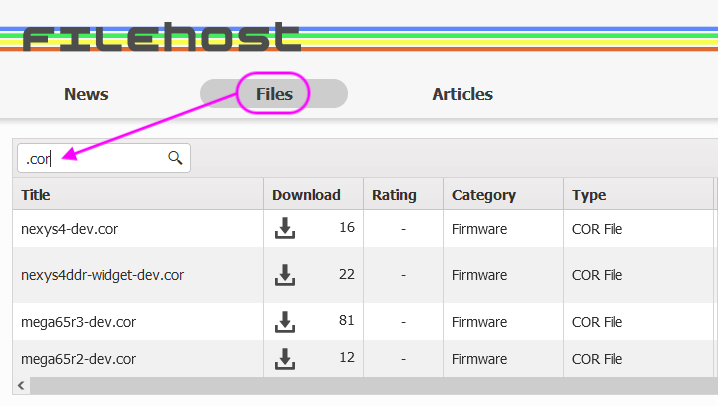 FILEHOST
News Files Articles
.cor
Title Download Rating Category Type
nexys4-dev.cor 16 - Firmware COR File
nexys4ddr-widget-dev.cor 22 - Firmware COR File
mega65r3-dev.cor 81 - Firmware COR File
mega65r2-dev.cor 12 - Firmware COR File